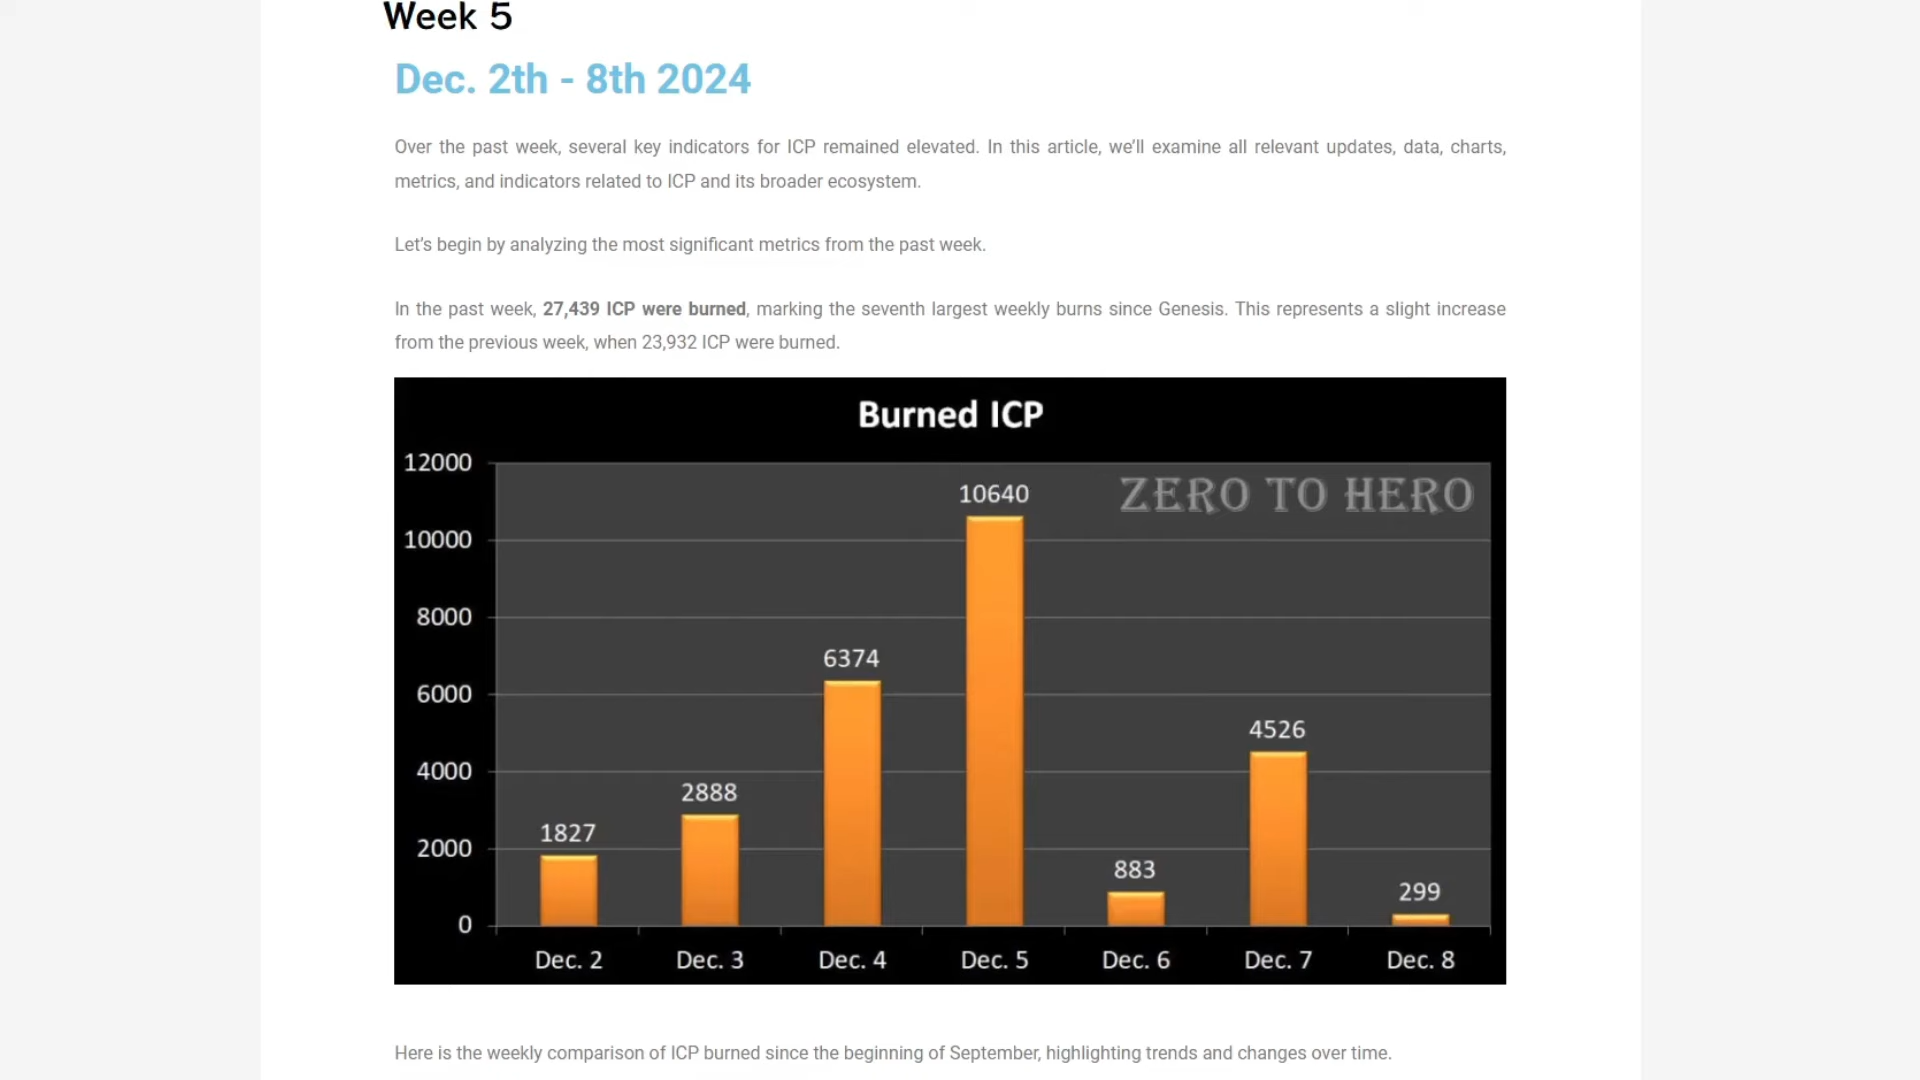 Week 5
Dec. 2th - 8th 2024
Over the past week, several key indicators for ICP remained elevated. In this article, we'll examine all relevant updates, data, charts,
metrics, and indicators related to ICP and its broader ecosystem.
Let's begin by analyzing the most significant metrics from the past week.
In the past week, 27,439 ICP were burned, marking the seventh largest weekly burns since Genesis. This represents a slight increase
from the previous week, when 23,932 ICP were burned.
Burned ICP
ZERO TO HERO
12000
10000
8000
6000
4000
2000
0
1827
2888
6374
10640
883
4526
299
Dec. 2 Dec. 3 Dec. 4 Dec. 5 Dec. 6 Dec. 7 Dec. 8
Here is the weekly comparison of ICP burned since the beginning of September, highlighting trends and changes over time.